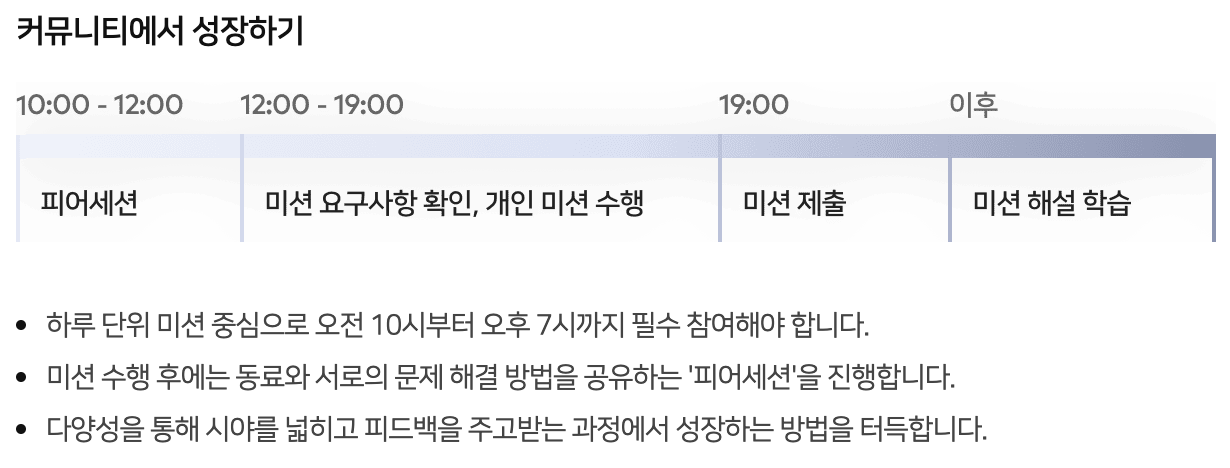 커뮤니티에서 성장하기
10:00 - 12:00 12:00 - 19:00 19:00 이후
피어세션 미션 요구사항 확인, 개인 미션 수행 미션 제출 미션 해설 학습
• 하루 단위 미션 중심으로 오전 10시부터 오후 7시까지 필수 참여해야 합니다.
• 미션 수행 후에는 동료와 서로의 문제 해결 방법을 공유하는 '피어세션'을 진행합니다.
• 다양성을 통해 시야를 넓히고 피드백을 주고받는 과정에서 성장하는 방법을 터득합니다.